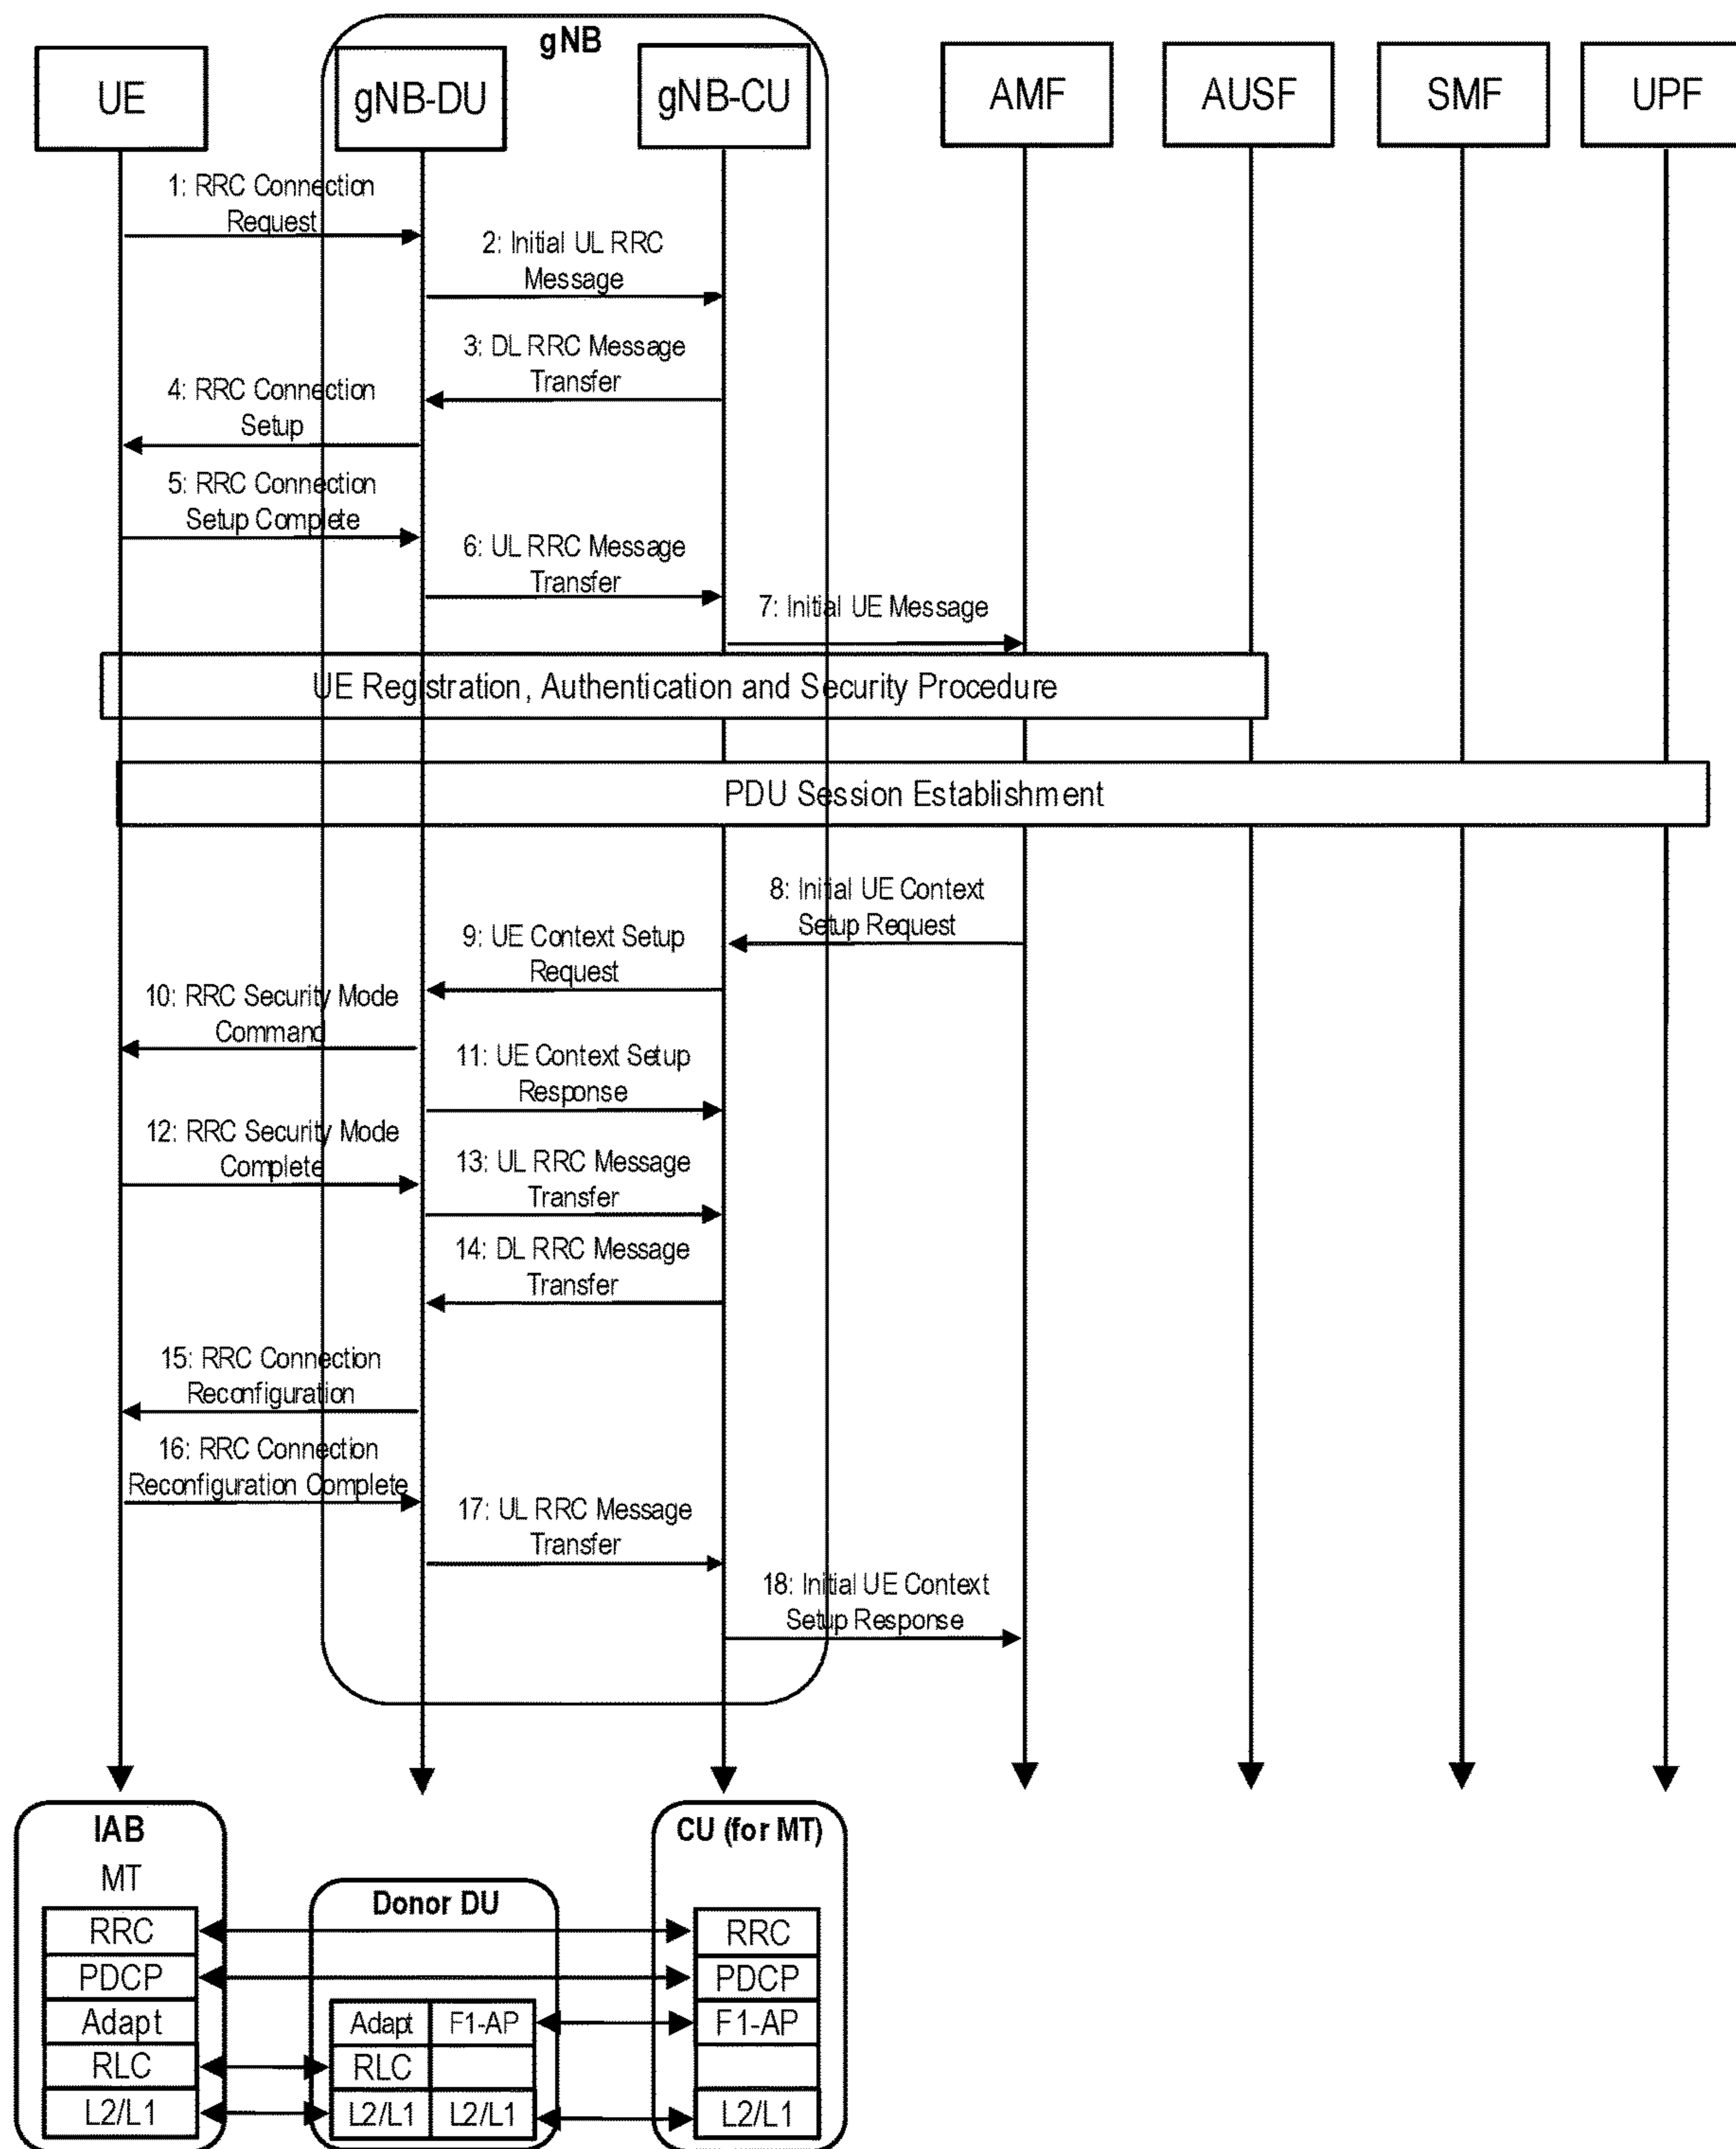 gNB
UE
gNB-DU
gNB-CU
AMF
AUSF
SMF
UPF
1: RRC Connection
Request
2: Initial UL RRC
Message
3: DL RRC Message
Transfer
4: RRC Connection
Setup
5: RRC Connection
Setup Complete
6: UL RRC Message
Transfer
7: Initial UE Message
UE Registration, Authentication and Security Procedure
PDU Session Establishment
8: Initial UE Context
Setup Request
9: UE Context Setup
Request
10: RRC Security Mode
Command
11: UE Context Setup
Response
12: RRC Security Mode
Complete
13: UL RRC Message
Transfer
14: DL RRC Message
Transfer
15: RRC Connection
Reconfiguration
16: RRC Connection
Reconfiguration Complete
17: UL RRC Message
Transfer
18: Initial UE Context
Setup Response
IAB
MT
RRC
PDCP
Adapt
RLC
L2/L1
Donor DU
Adapt F1-AP
RLC
L2/L1 L2/L1
CU (for MT)
RRC
PDCP
F1-AP
L2/L1